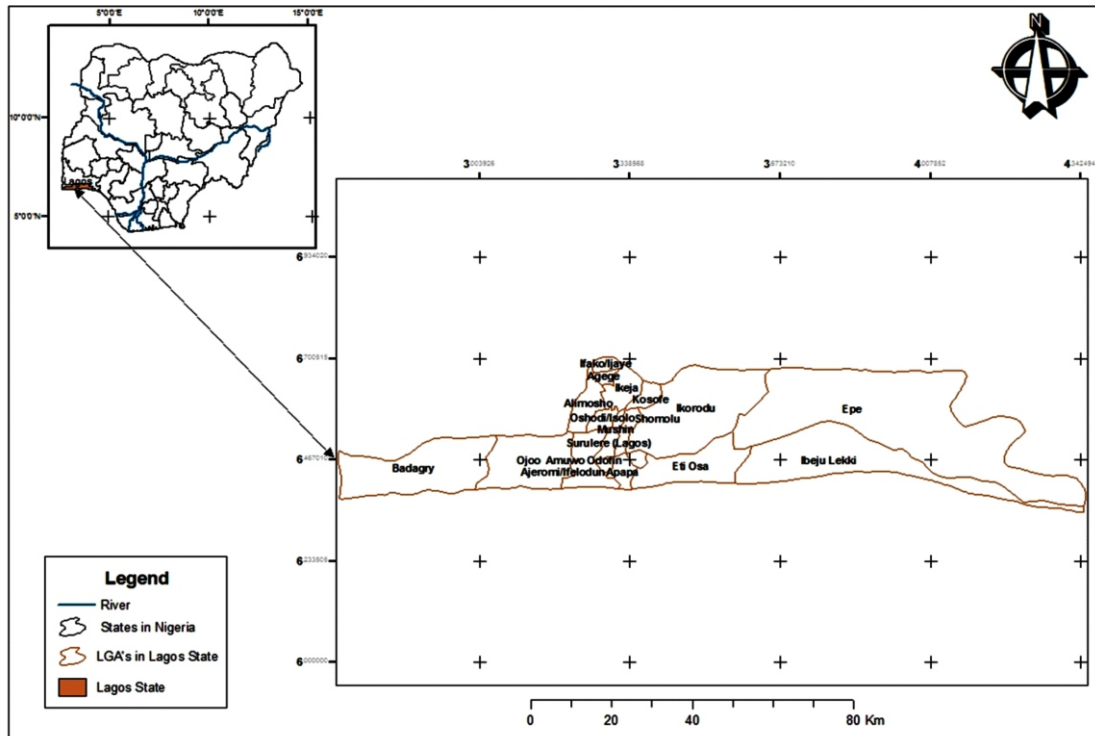 5°0'0"E 10°0'0"E 15°0'0"E
N
10°0'0"N
Lagos
5°0'0"N
3.003926 3.338568 3.673210 4.007852 4.342494
6.934020
6.700515
6.467010
6.233505
6.000000
Ifako/Ijaye
Agege
Ikeja
Kosofe
Alimosho
Ikorodu
Epe
Oshodi/Isolo Shomolu
Mushin
Surulere (Lagos)
Badagry
Ojoo Amuwo Odofin
Eti Osa
Ibeju Lekki
Ajeromi/Ifelodun Apapa
Legend
River
States in Nigeria
LGA's in Lagos State
Lagos State
0 20 40 80 Km